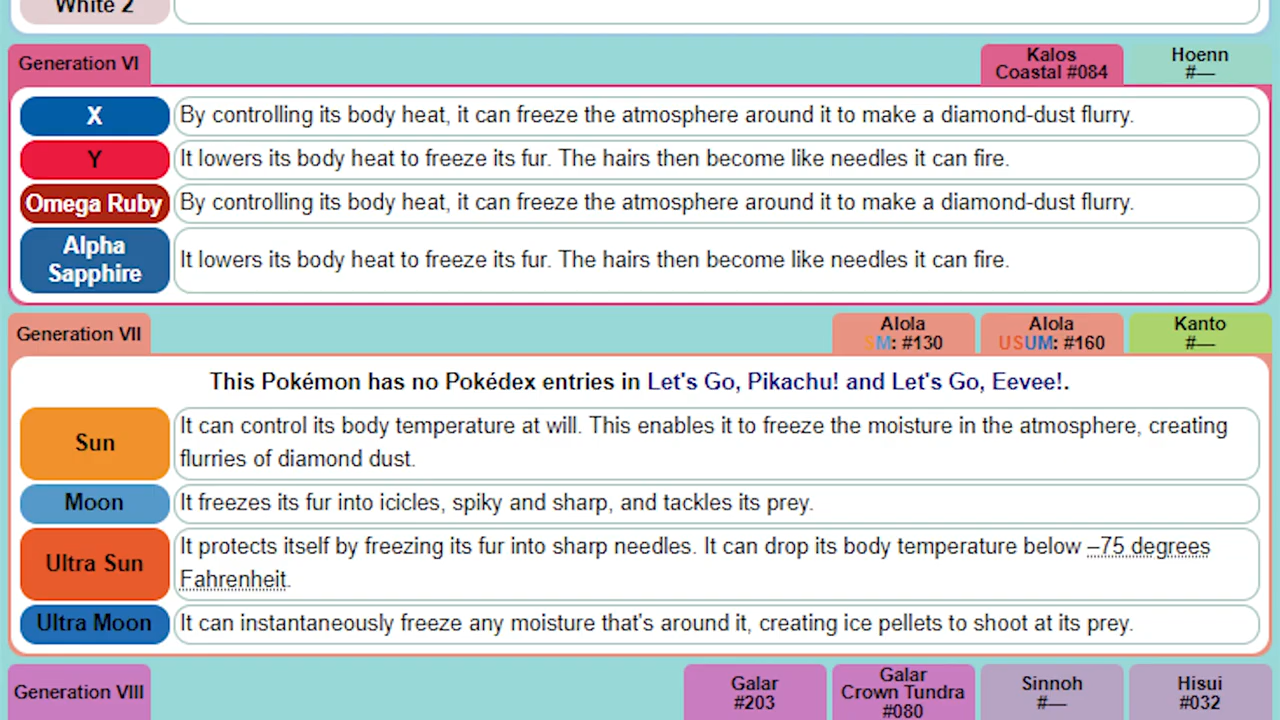 White 2
Generation VI
Kalos
Coastal #084
Hoenn
#—
X
By controlling its body heat, it can freeze the atmosphere around it to make a diamond-dust flurry.
Y
It lowers its body heat to freeze its fur. The hairs then become like needles it can fire.
Omega Ruby
By controlling its body heat, it can freeze the atmosphere around it to make a diamond-dust flurry.
Alpha
Sapphire
It lowers its body heat to freeze its fur. The hairs then become like needles it can fire.
Generation VII
Alola
SM: #130
Alola
USUM: #160
Kanto
#—
This Pokémon has no Pokédex entries in Let's Go, Pikachu! and Let's Go, Eevee!.
Sun
It can control its body temperature at will. This enables it to freeze the moisture in the atmosphere, creating
flurries of diamond dust.
Moon
It freezes its fur into icicles, spiky and sharp, and tackles its prey.
Ultra Sun
It protects itself by freezing its fur into sharp needles. It can drop its body temperature below –75 degrees
Fahrenheit.
Ultra Moon
It can instantaneously freeze any moisture that's around it, creating ice pellets to shoot at its prey.
Generation VIII
Galar
#203
Galar
Crown Tundra
#080
Sinnoh
#—
Hisui
#032